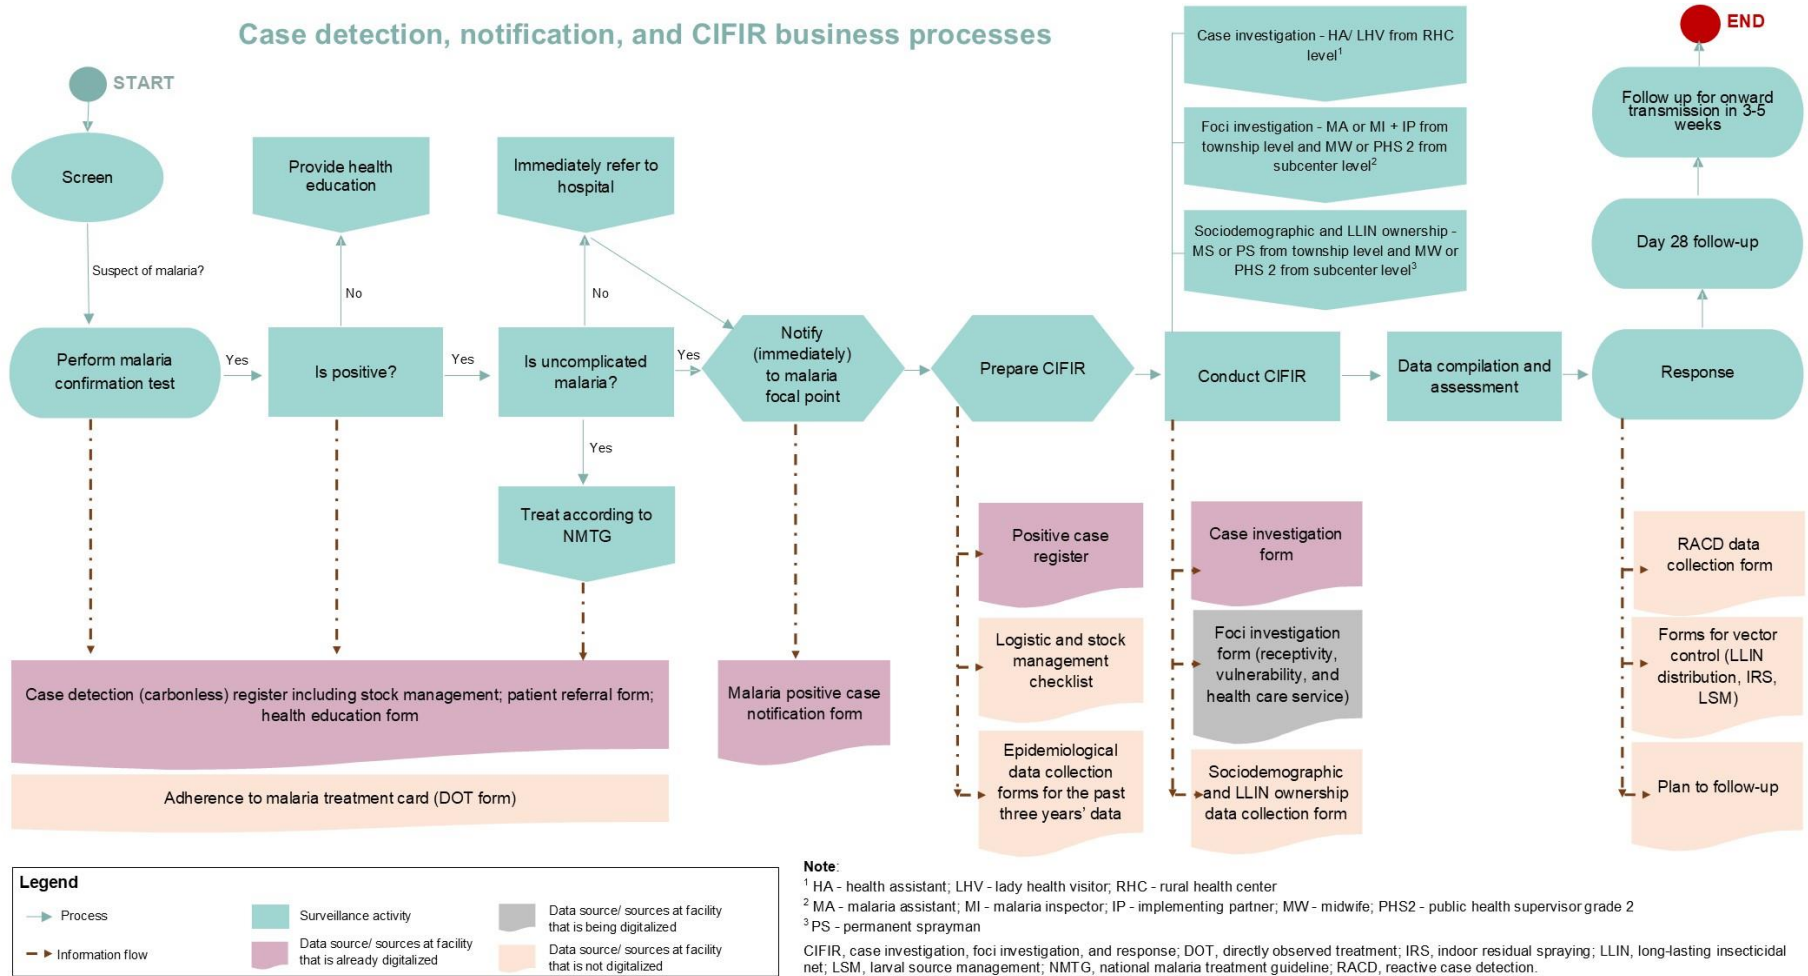 Case detection, notification, and CIFIR business processes
START
END
Screen
Suspect of malaria?
Perform malaria
confirmation test
Yes
Is positive?
No
Provide health
education
Yes
Is uncomplicated
malaria?
No
Immediately refer to
hospital
Yes
Treat according to
NMTG
Yes
Notify
(immediately)
to malaria
focal point
Prepare CIFIR
Conduct CIFIR
Case investigation - HA/ LHV from RHC
level1
Foci investigation - MA or MI + IP from
township level and MW or PHS 2 from
subcenter level2
Sociodemographic and LLIN ownership -
MS or PS from township level and MW or
PHS 2 from subcenter level3
Data compilation and
assessment
Response
Day 28 follow-up
Follow up for onward
transmission in 3-5
weeks
Case detection (carbonless) register including stock management; patient referral form;
health education form
Adherence to malaria treatment card (DOT form)
Malaria positive case
notification form
Positive case
register
Logistic and stock
management
checklist
Epidemiological
data collection
forms for the past
three years' data
Case investigation
form
Foci investigation
form (receptivity,
vulnerability, and
health care service)
Sociodemographic
and LLIN ownership
data collection form
RACD data
collection form
Forms for vector
control (LLIN
distribution, IRS,
LSM)
Plan to follow-up
Legend
Process
Information flow
Surveillance activity
Data source/ sources at facility
that is already digitalized
Data source/ sources at facility
that is being digitalized
Data source/ sources at facility
that is not digitalized
Note:
1 HA - health assistant; LHV - lady health visitor; RHC - rural health center
2 MA - malaria assistant; MI - malaria inspector; IP - implementing partner; MW - midwife; PHS2 - public health supervisor grade 2
3 PS - permanent sprayman
CIFIR, case investigation, foci investigation, and response; DOT, directly observed treatment; IRS, indoor residual spraying; LLIN, long-lasting insecticidal
net; LSM, larval source management; NMTG, national malaria treatment guideline; RACD, reactive case detection.